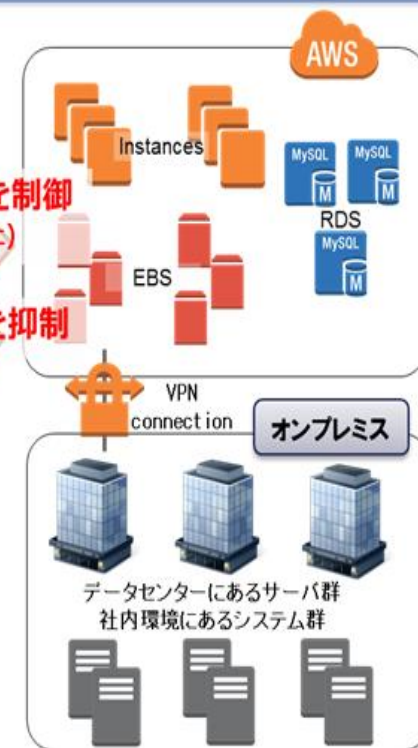 AWS
Instances
MySQL
MySQL
RDS
MySQL
M
M
M
を制御
EBS
を抑制
VPN
connection
オンプレミス
データセンターにあるサーバ群
社内環境にあるシステム群